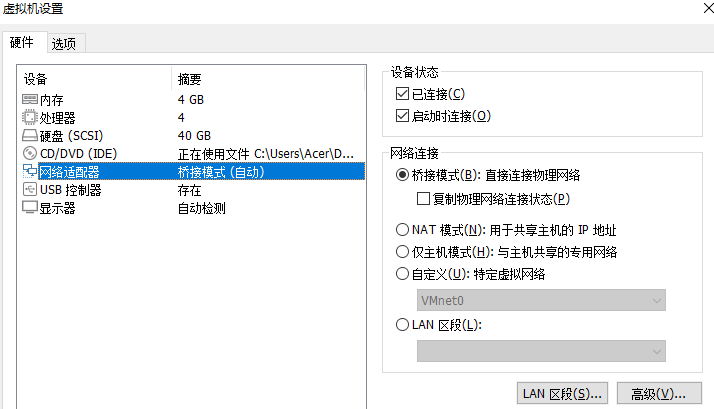 虚拟机设置
硬件 选项
设备 摘要
内存 4 GB
处理器 4
硬盘 (SCSI) 40 GB
CD/DVD (IDE) 正在使用文件 C:\Users\Acer\D...
网络适配器 桥接模式 (自动)
USB 控制器 存在
显示器 自动检测
设备状态
已连接(C)
启动时连接(O)
网络连接
桥接模式(B): 直接连接物理网络
复制物理网络连接状态(P)
NAT 模式(N): 用于共享主机的 IP 地址
仅主机模式(H): 与主机共享的专用网络
自定义(U): 特定虚拟网络
VMnet0
LAN 区段(L):
LAN 区段(S)... 高级(V)...